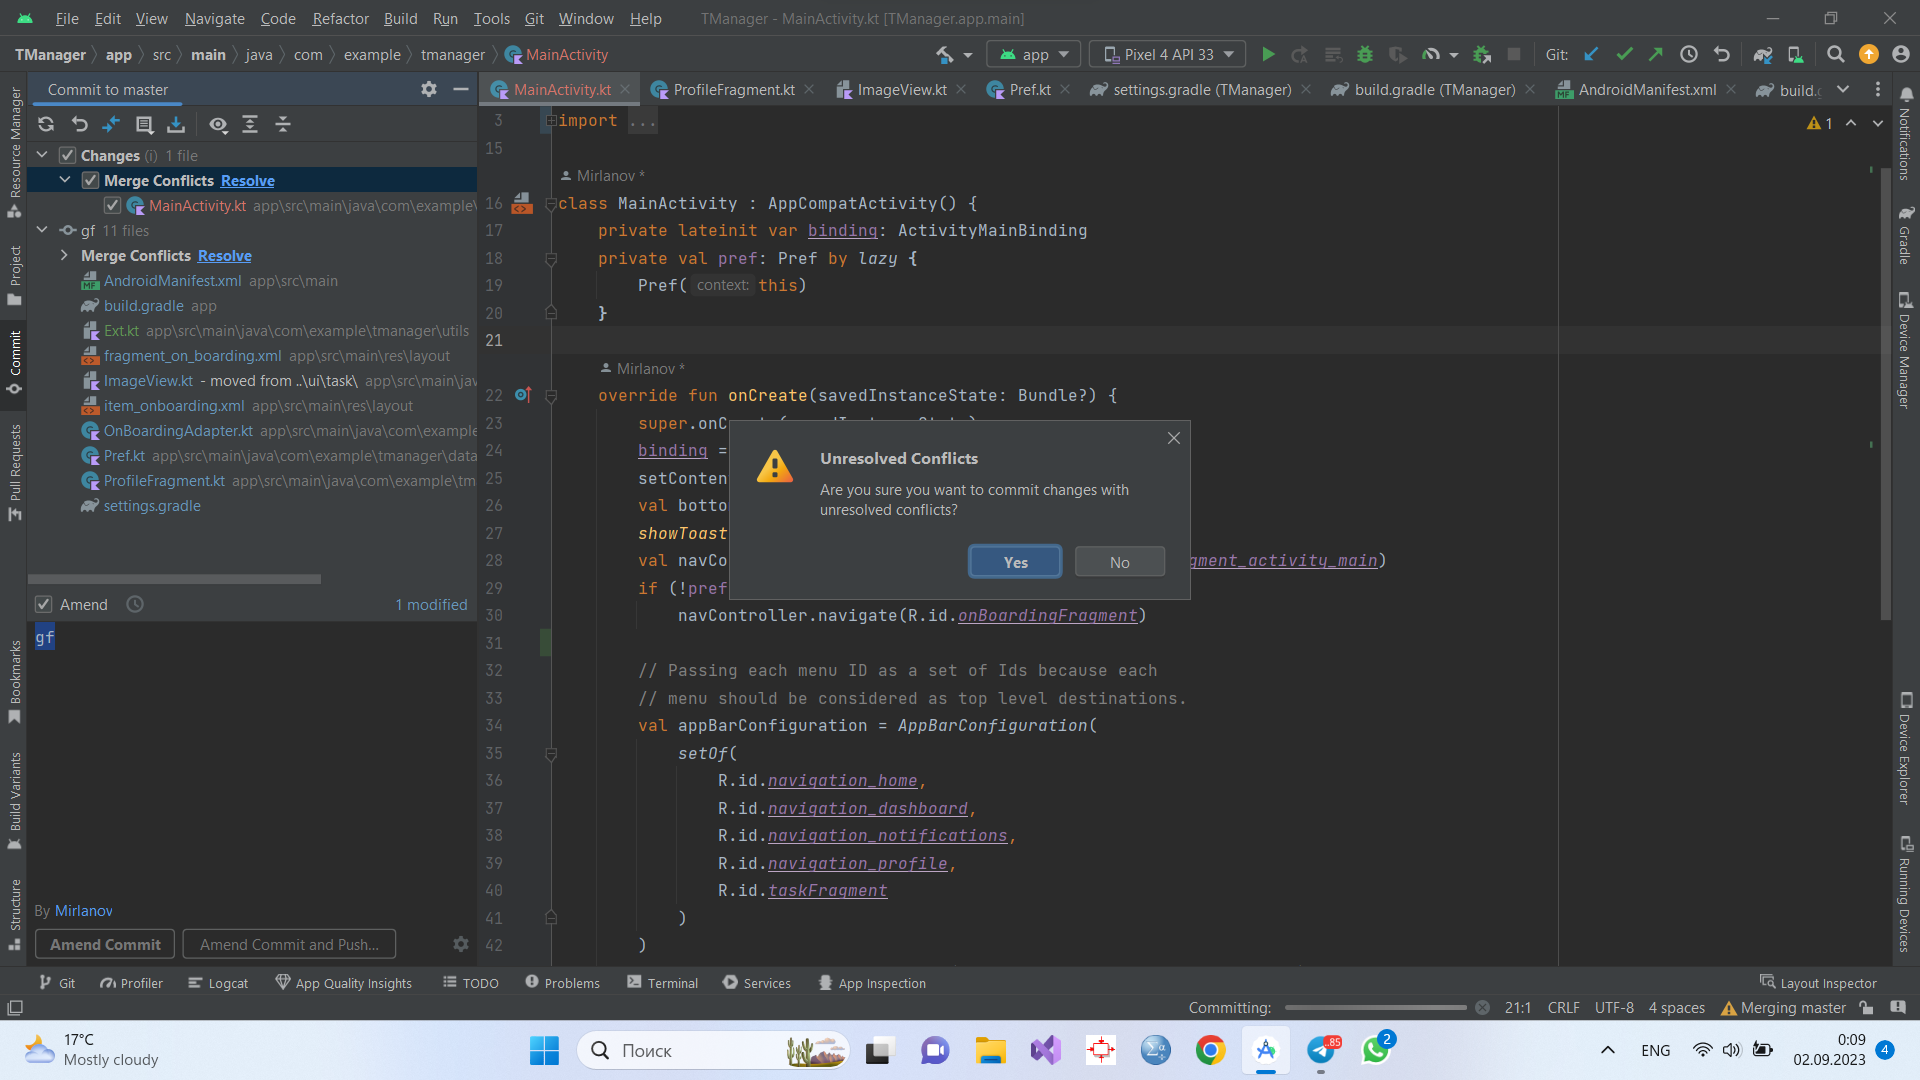 File Edit View Navigate Code Refactor Build Run Tools Git Window Help TManager - MainActivity.kt [TManager.app.main]
TManager app src main java com example tmanager MainActivity app Pixel 4 API 33 Git:
Commit to master
MainActivity.kt ProfileFragment.kt ImageView.kt Pref.kt settings.gradle (TManager) build.gradle (TManager) AndroidManifest.xml build.
Resource Manager
Project
Commit
Pull Requests
Bookmarks
Build Variants
Structure
Changes (i) 1 file
Merge Conflicts Resolve
MainActivity.kt app\src\main\java\com\example\
gf 11 files
Merge Conflicts Resolve
AndroidManifest.xml app\src\main
build.gradle app
Ext.kt app\src\main\java\com\example\tmanager\utils
fragment_on_boarding.xml app\src\main\res\layout
ImageView.kt - moved from ..\ui\task\ app\src\main\jav
item_onboarding.xml app\src\main\res\layout
OnBoardingAdapter.kt app\src\main\java\com\example
Pref.kt app\src\main\java\com\example\tmanager\data
ProfileFragment.kt app\src\main\java\com\example\tm
settings.gradle
Amend 1 modified
gf
By Mirlanov
Amend Commit Amend Commit and Push...
3 import ...
1
15
Mirlanov *
16 class MainActivity : AppCompatActivity() {
17 private lateinit var binding: ActivityMainBinding
18 private val pref: Pref by lazy {
19 Pref( context: this)
20 }
21
Mirlanov *
22 override fun onCreate(savedInstanceState: Bundle?) {
23 super.onC
24 binding =
25 setConten
26 val botto
27 showToast
28 val navCo gment_activity_main)
29 if (!pref
30 navController.navigate(R.id.onBoardingFragment)
31
32 // Passing each menu ID as a set of Ids because each
33 // menu should be considered as top level destinations.
34 val appBarConfiguration = AppBarConfiguration(
35 setOf(
36 R.id.navigation_home,
37 R.id.navigation_dashboard,
38 R.id.navigation_notifications,
39 R.id.navigation_profile,
40 R.id.taskFragment
41 )
42 )
Unresolved Conflicts
Are you sure you want to commit changes with
unresolved conflicts?
Yes No
Notifications
Gradle
Device Manager
Device Explorer
Running Devices
Git Profiler Logcat App Quality Insights TODO Problems Terminal Services App Inspection Layout Inspector
Committing: 21:1 CRLF UTF-8 4 spaces Merging master
17°C
Mostly cloudy
Поиск
85
2
ENG
0:09
02.09.2023
4